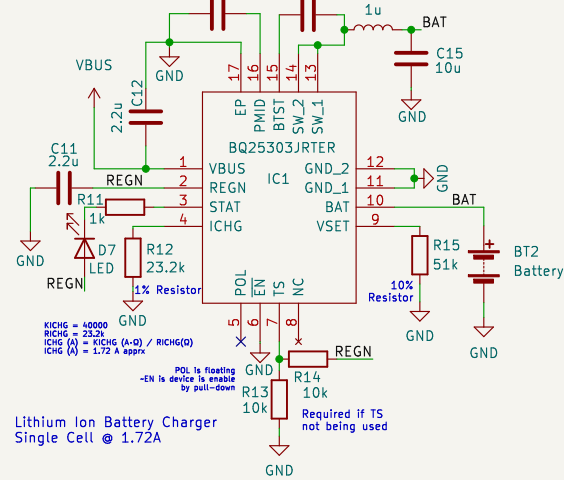 1u
BAT
VBUS
GND
C15
10u
GND
C12
2.2u
17
16
15
14
13
EP
PMID
BTST
SW_2
SW_1
BQ25303JRTER
IC1
C11
2.2u
REGN
1
VBUS
GND_2
12
2
REGN
GND_1
11
GND
R11
1k
3
STAT
BAT
10
BAT
4
ICHG
VSET
9
GND
D7
LED
REGN
R12
23.2k
1% Resistor
GND
R15
51k
10%
Resistor
GND
BT2
Battery
GND
POL
EN
TS
NC
5
6
7
8
KICHG = 40000
RICHG = 23.2k
ICHG (A) = KICHG (A-Ω) / RICHG(Ω)
ICHG (A) = 1.72 A apprx
GND
REGN
R14
10k
POL is floating
-EN is device is enable
by pull-down
R13
10k
Required if TS
not being used
Lithium Ion Battery Charger
Single Cell @ 1.72A
GND